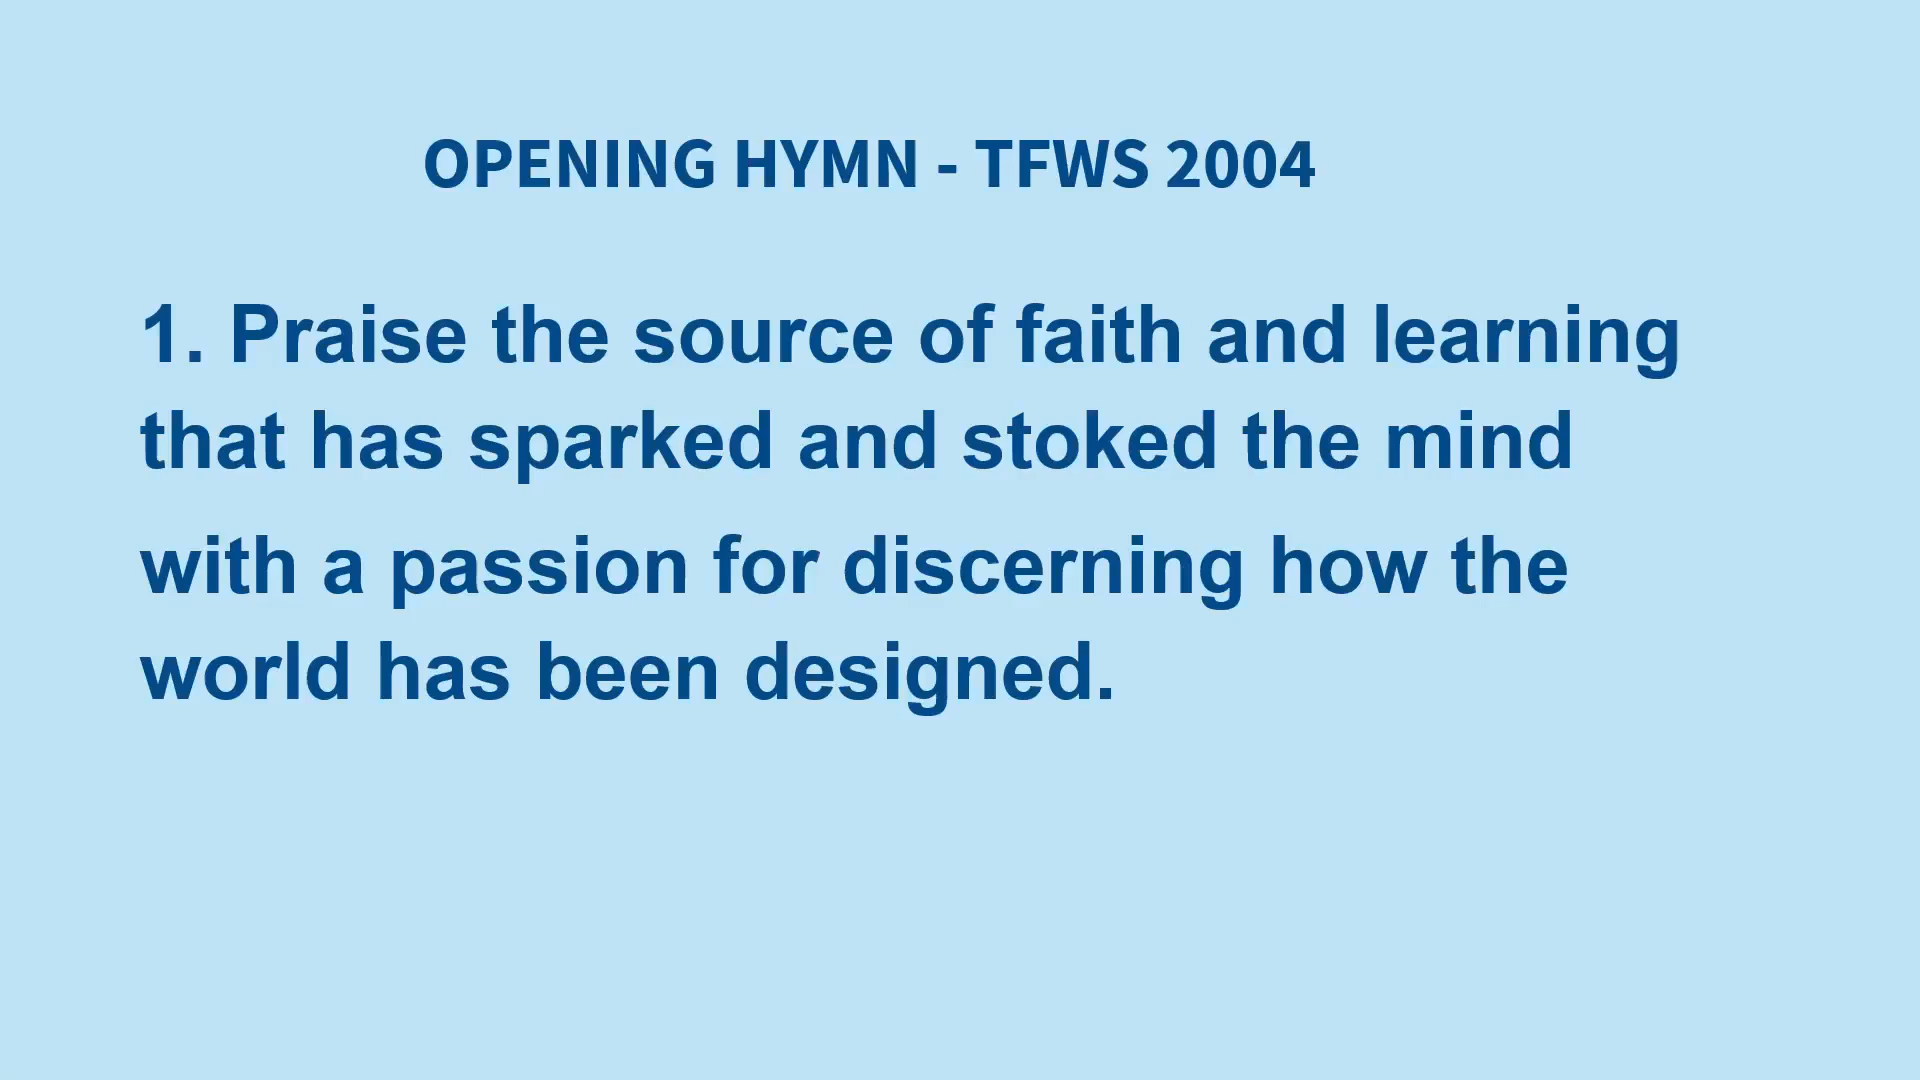 OPENING HYMN - TFWS 2004
1. Praise the source of faith and learning
that has sparked and stoked the mind
with a passion for discerning how the
world has been designed.